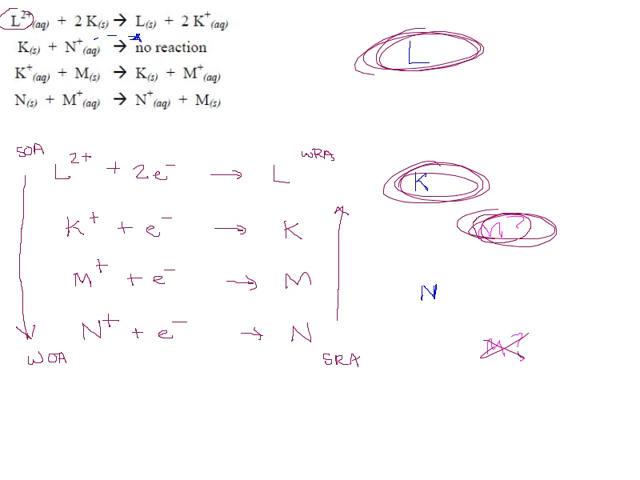 L²⁺(aq) + 2 K(s) → L(s) + 2 K⁺(aq)
K(s) + N⁺(aq) → no reaction
K⁺(aq) + M(s) → K(s) + M⁺(aq)
N(s) + M⁺(aq) → N⁺(aq) + M(s)
L
SOA
WRA
L²⁺ + 2e⁻ → L
K
K⁺ + e⁻ → K
M?
M⁺ + e⁻ → M
N
N⁺ + e⁻ → N
M?
WOA
SRA